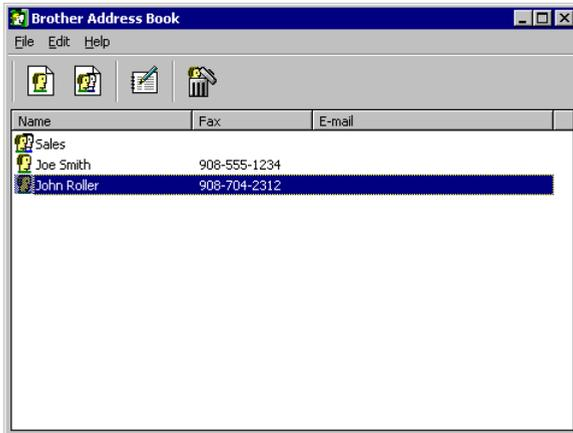 Brother Address Book
File Edit Help
Name Fax E-mail
Sales
Joe Smith 908-555-1234
John Roller 908-704-2312